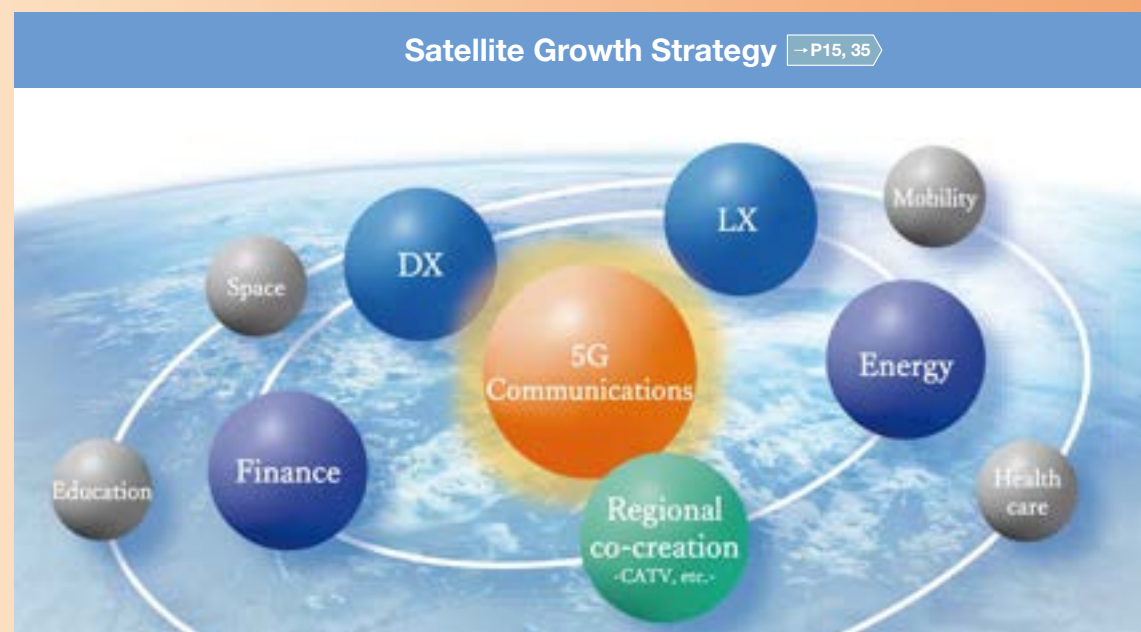 Satellite Growth Strategy →P15, 35
Mobility
LX
DX
Space
5G
Communications
Energy
Finance
Education
Health
care
Regional
co-creation
-CATV, etc.-